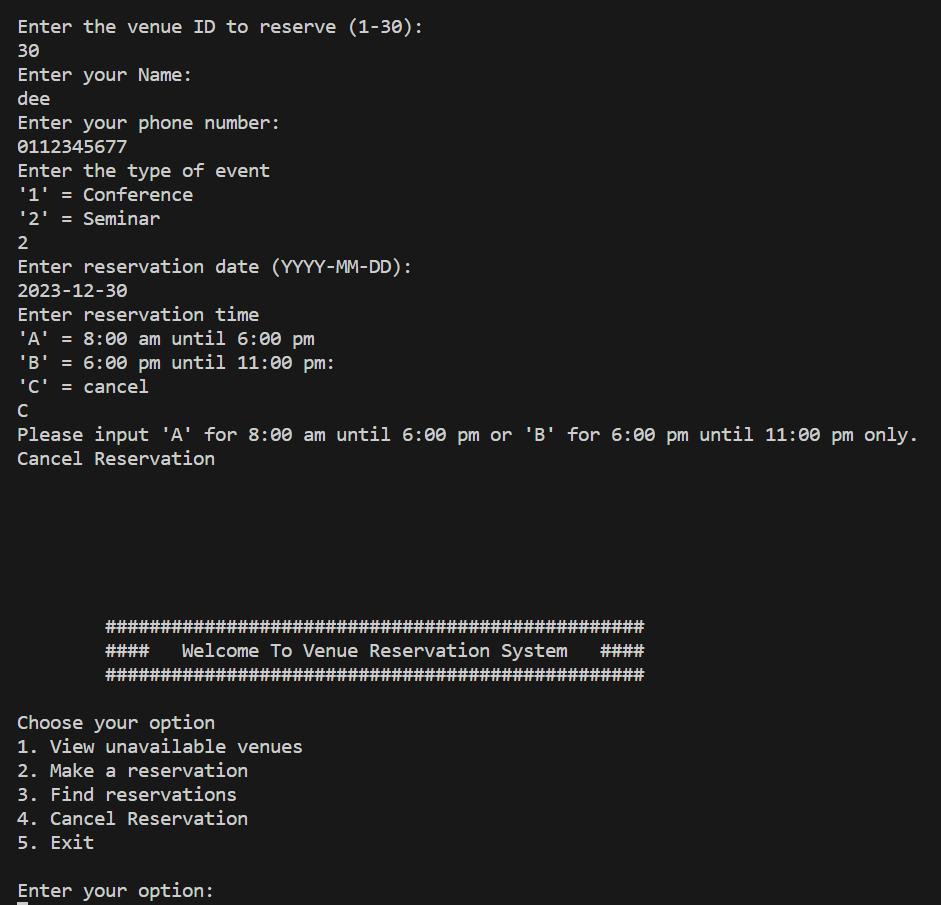 Enter the venue ID to reserve (1-30):
30
Enter your Name:
dee
Enter your phone number:
0112345677
Enter the type of event
'1' = Conference
'2' = Seminar
2
Enter reservation date (YYYY-MM-DD):
2023-12-30
Enter reservation time
'A' = 8:00 am until 6:00 pm
'B' = 6:00 pm until 11:00 pm:
'C' = cancel
C
Please input 'A' for 8:00 am until 6:00 pm or 'B' for 6:00 pm until 11:00 pm only.
Cancel Reservation
#################################################
####   Welcome To Venue Reservation System   ####
#################################################
Choose your option
1. View unavailable venues
2. Make a reservation
3. Find reservations
4. Cancel Reservation
5. Exit
Enter your option: